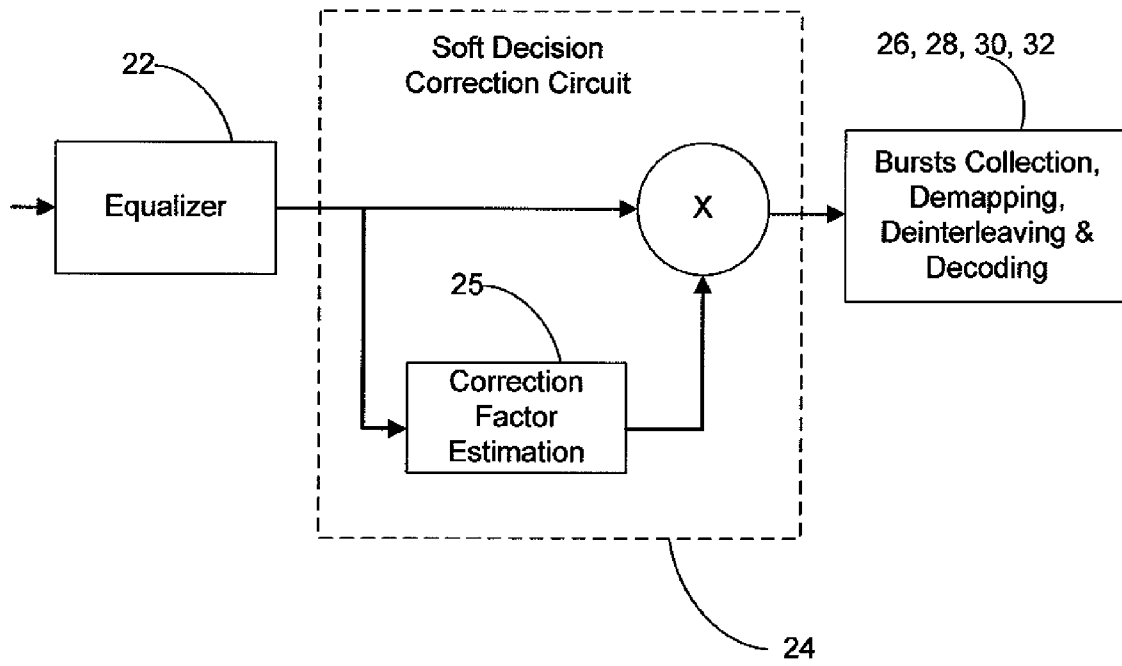 Soft Decision
Correction Circuit
22
26, 28, 30, 32
Equalizer
X
Bursts Collection,
Demapping,
Deinterleaving &
Decoding
25
Correction
Factor
Estimation
24